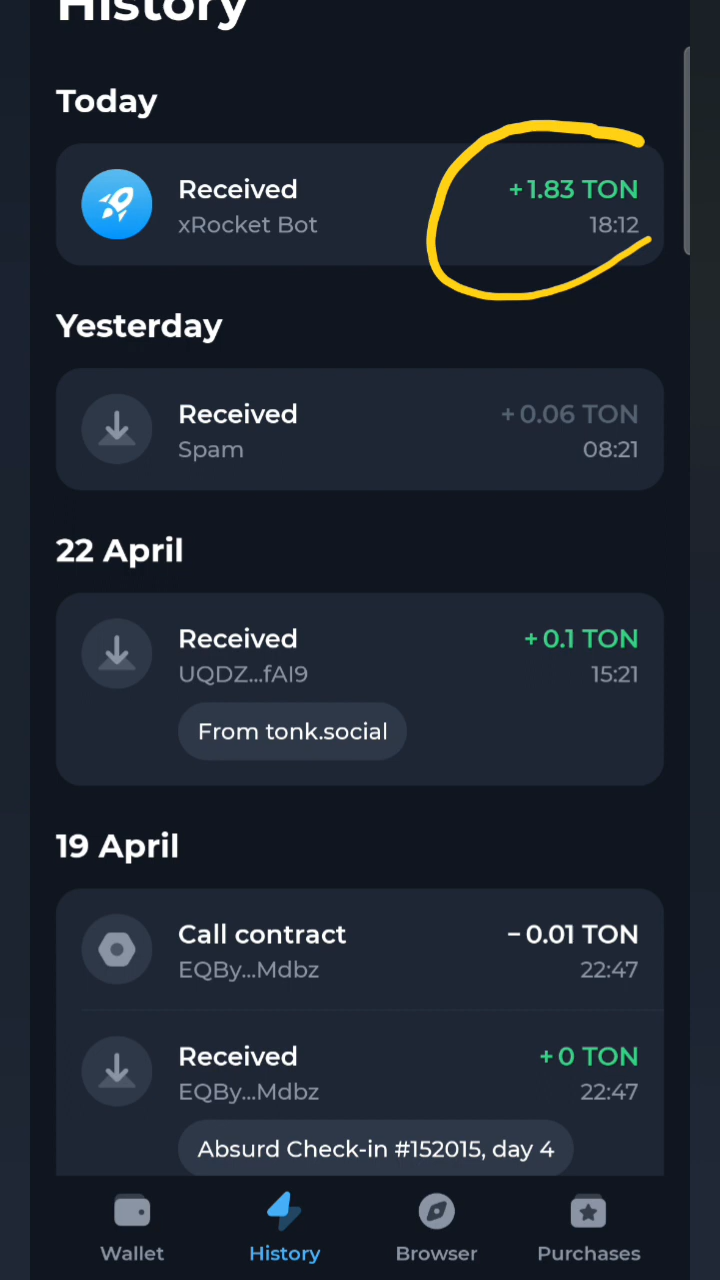 History
Today
Received +1.83 TON
xRocket Bot 18:12
Yesterday
Received +0.06 TON
Spam 08:21
22 April
Received +0.1 TON
UQDZ...fAI9 15:21
From tonk.social
19 April
Call contract −0.01 TON
EQBy...Mdbz 22:47
Received +0 TON
EQBy...Mdbz 22:47
Absurd Check-in #152015, day 4
Wallet History Browser Purchases